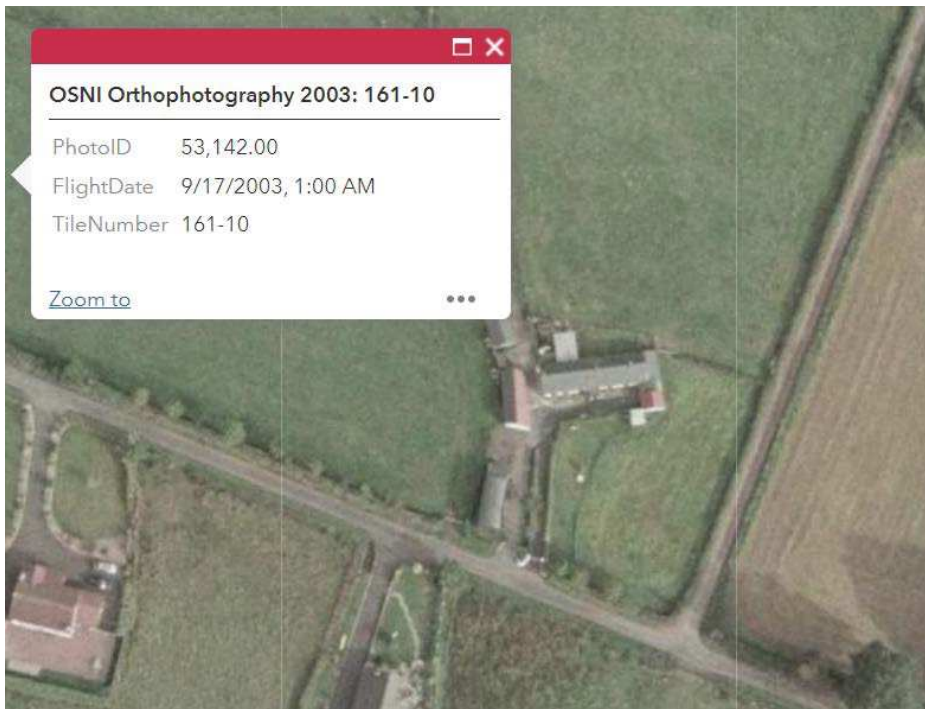 OSNI Orthophotography 2003: 161-10
PhotoID 53,142.00
FlightDate 9/17/2003, 1:00 AM
TileNumber 161-10
Zoom to